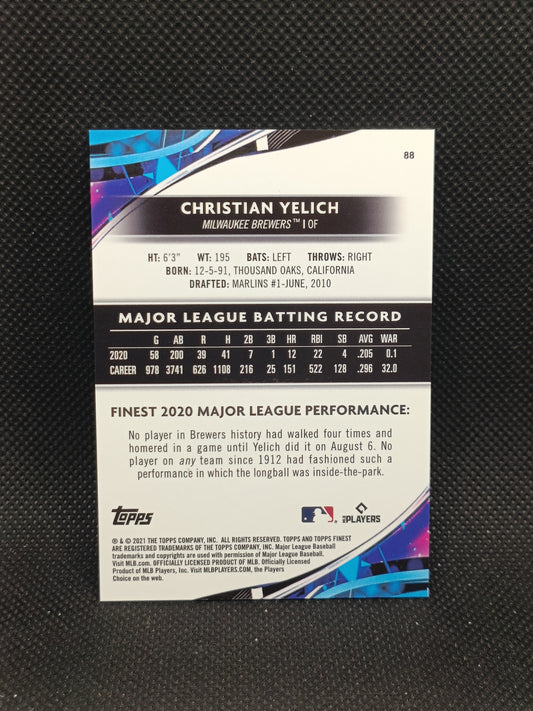 88
CHRISTIAN YELICH
MILWAUKEE BREWERS™ | OF
HT: 6'3" WT: 195 BATS: LEFT THROWS: RIGHT
BORN: 12-5-91, THOUSAND OAKS, CALIFORNIA
DRAFTED: MARLINS #1-JUNE, 2010
MAJOR LEAGUE BATTING RECORD
G AB R H 2B 3B HR RBI SB AVG WAR
2020 58 200 39 41 7 1 12 22 4 .205 0.1
CAREER 978 3741 626 1108 216 25 151 522 128 .296 32.0
FINEST 2020 MAJOR LEAGUE PERFORMANCE:
No player in Brewers history had walked four times and
homered in a game until Yelich did it on August 6. No
player on any team since 1912 had fashioned such a
performance in which the longball was inside-the-park.
topps
PLAYERS
® & © 2021 THE TOPPS COMPANY, INC. ALL RIGHTS RESERVED. TOPPS AND TOPPS FINEST
ARE REGISTERED TRADEMARKS OF THE TOPPS COMPANY, INC. Major League Baseball
trademarks and copyrights are used with permission of Major League Baseball.
Visit MLB.com. OFFICIALLY LICENSED PRODUCT OF MLB. Officially Licensed
Product of MLB Players, Inc. Visit MLBPLAYERS.COM, the Players
Choice on the web.